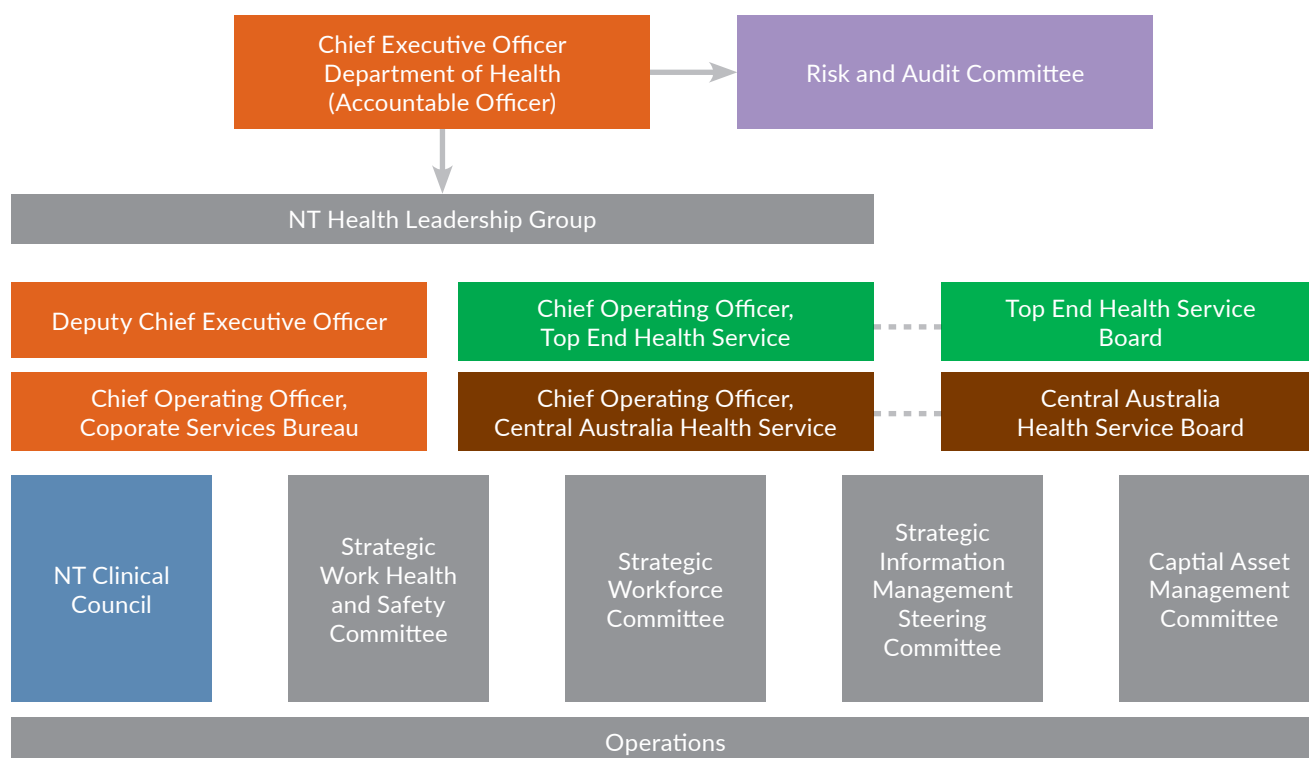 Chief Executive Officer
Department of Health
(Accountable Officer)
Risk and Audit Committee
NT Health Leadership Group
Deputy Chief Executive Officer
Chief Operating Officer,
Top End Health Service
Top End Health Service
Board
Chief Operating Officer,
Coporate Services Bureau
Chief Operating Officer,
Central Australia Health Service
Central Australia
Health Service Board
NT Clinical
Council
Strategic
Work Health
and Safety
Committee
Strategic
Workforce
Committee
Strategic
Information
Management
Steering
Committee
Captial Asset
Management
Committee
Operations